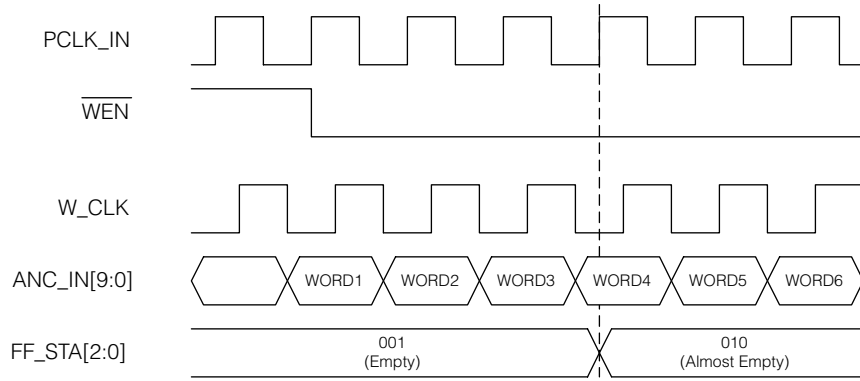 PCLK_IN
WEN
W_CLK
ANC_IN[9:0]
WORD1 WORD2 WORD3 WORD4 WORD5 WORD6
FF_STA[2:0]
001 010
(Empty) (Almost Empty)